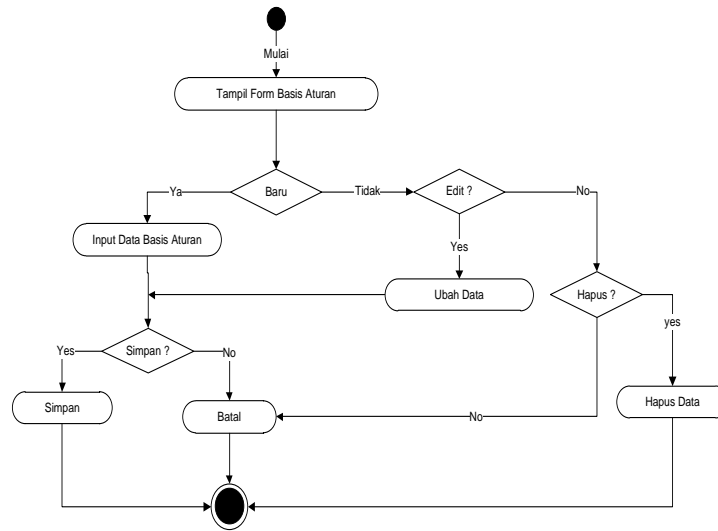 Mulai
Tampil Form Basis Aturan
Ya
Baru
Tidak
Edit ?
No
Input Data Basis Aturan
Yes
Ubah Data
Hapus ?
yes
Yes
Simpan ?
No
Simpan
Batal
No
Hapus Data